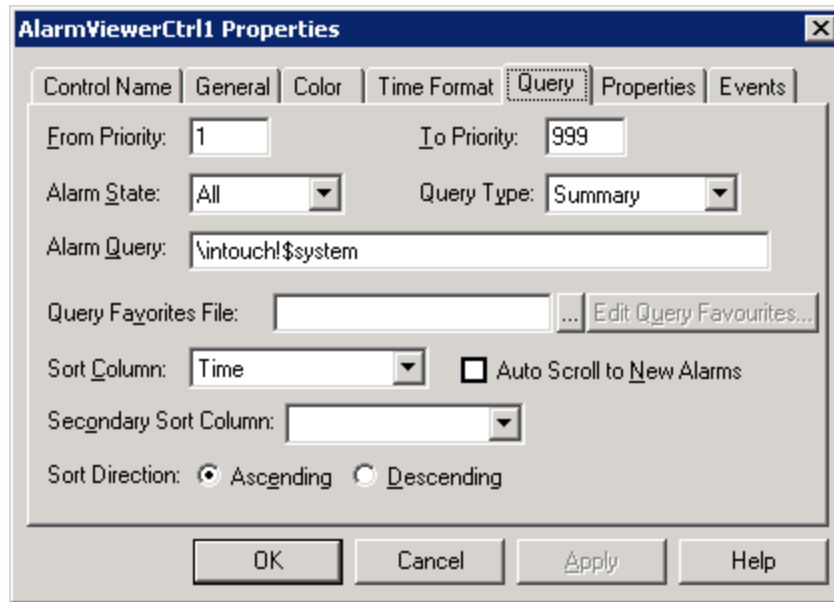 AlarmViewerCtrl1 Properties
Control Name General Color Time Format Query Properties Events
From Priority: 1 To Priority: 999
Alarm State: All Query Type: Summary
Alarm Query: \intouch!$system
Query Favorites File: ... Edit Query Favourites...
Sort Column: Time Auto Scroll to New Alarms
Secondary Sort Column:
Sort Direction: Ascending Descending
OK Cancel Apply Help